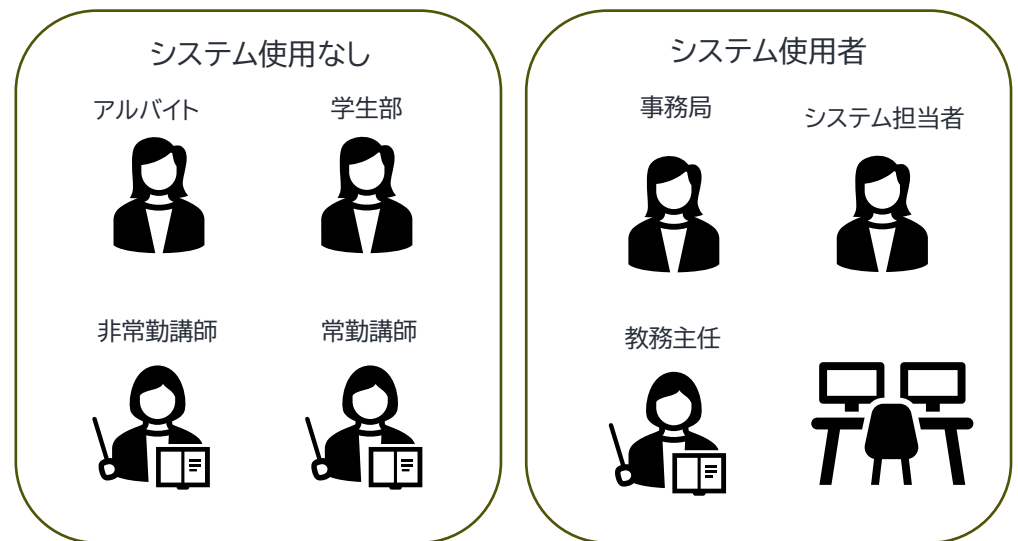 システム使用なし
アルバイト
学生部
非常勤講師
常勤講師
システム使用者
事務局
システム担当者
教務主任